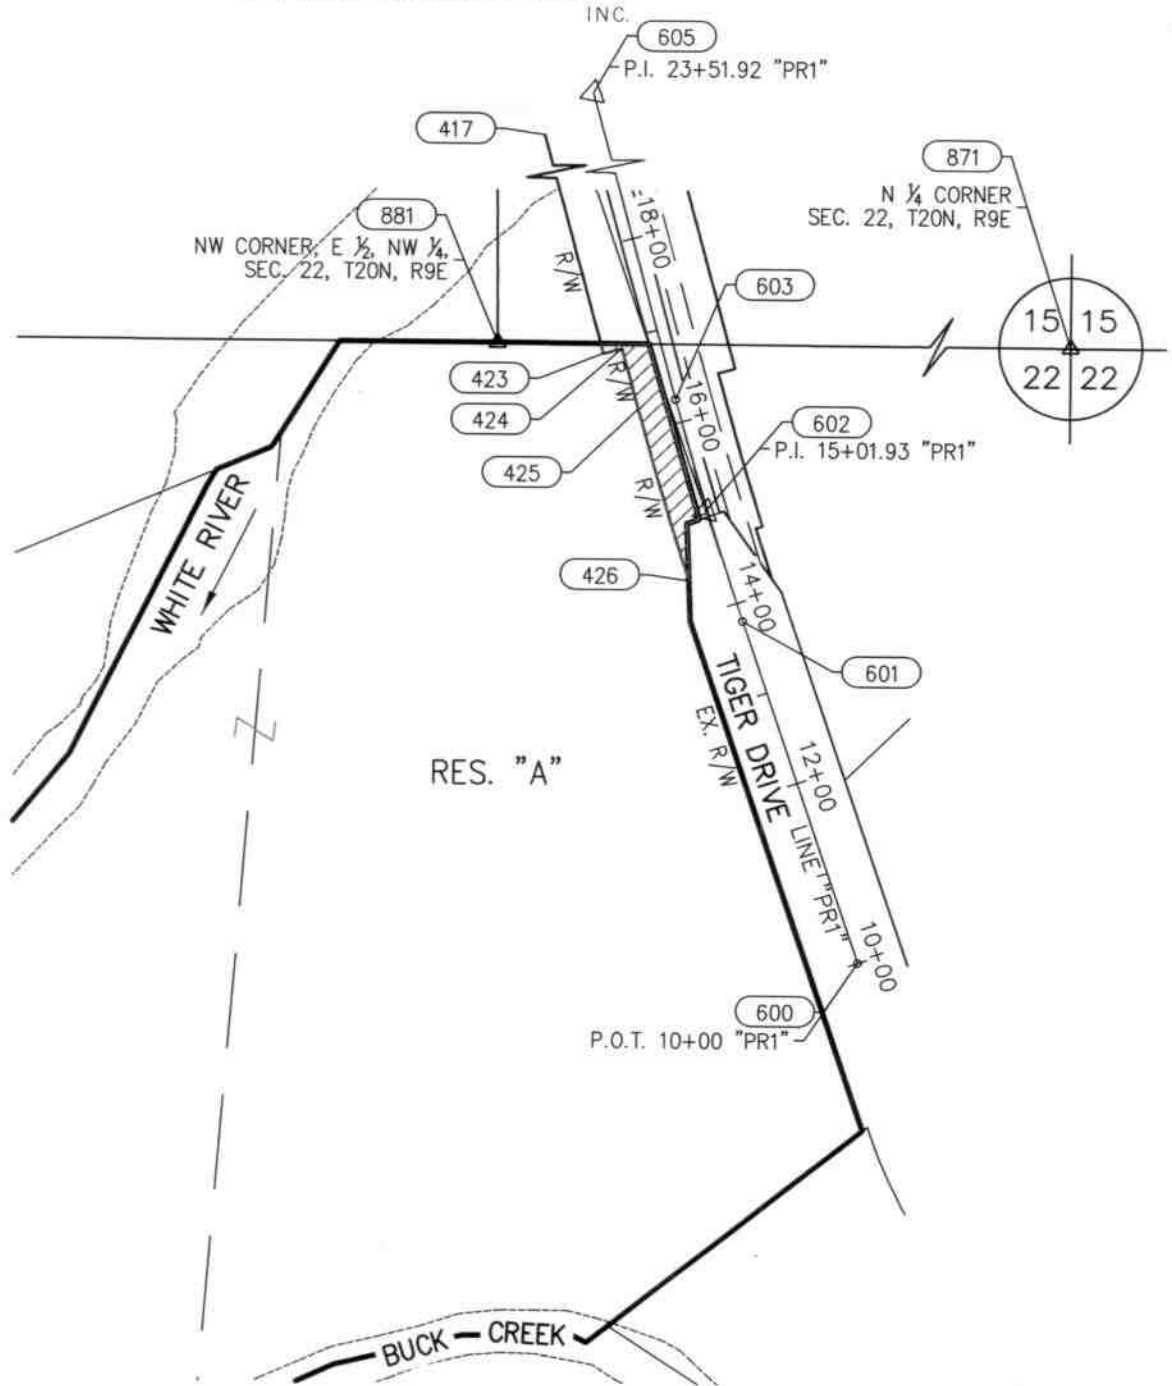 INC.
605
P.I. 23+51.92 "PR1"
417
871
N ¼ CORNER
SEC. 22, T20N, R9E
881
NW CORNER, E ½, NW ¼,
SEC. 22, T20N, R9E
18+00
R/W
603
15 15
22 22
423
R/W
424
16+00
602
P.I. 15+01.93 "PR1"
425
R/W
WHITE RIVER
426
14+00
601
TIGER DRIVE
EX. R/W
RES. "A"
12+00
LINE "PR1"
10+00
600
P.O.T. 10+00 "PR1"
BUCK CREEK